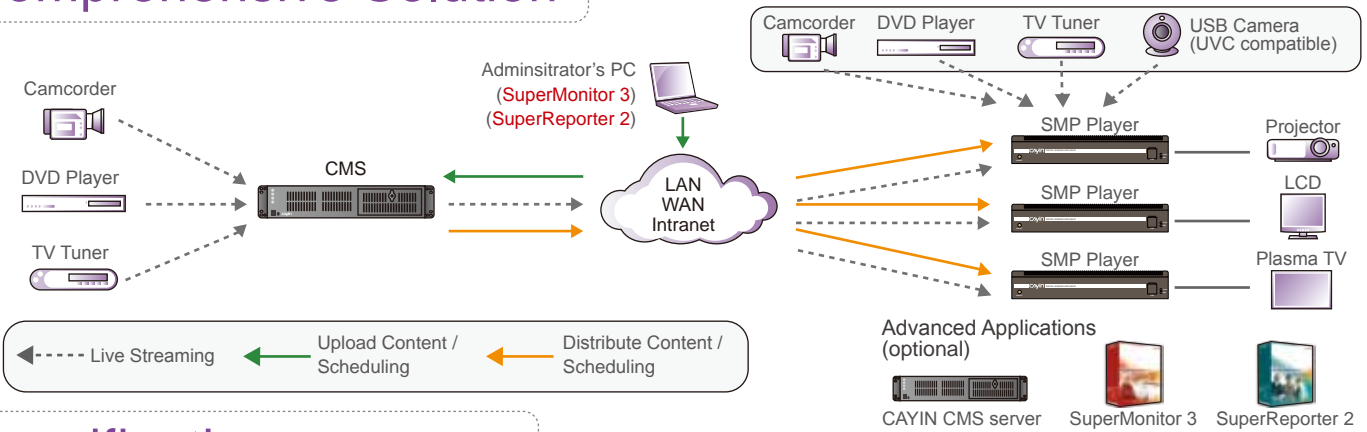 Camcorder
DVD Player
TV Tuner
USB Camera
(UVC compatible)
Adminsitrator's PC
(SuperMonitor 3)
(SuperReporter 2)
Camcorder
DVD Player
TV Tuner
CMS
LAN
WAN
Intranet
SMP Player
SMP Player
SMP Player
Projector
LCD
Plasma TV
Live Streaming
Upload Content /
Scheduling
Distribute Content /
Scheduling
Advanced Applications
(optional)
CAYIN CMS server
SuperMonitor 3
SuperReporter 2